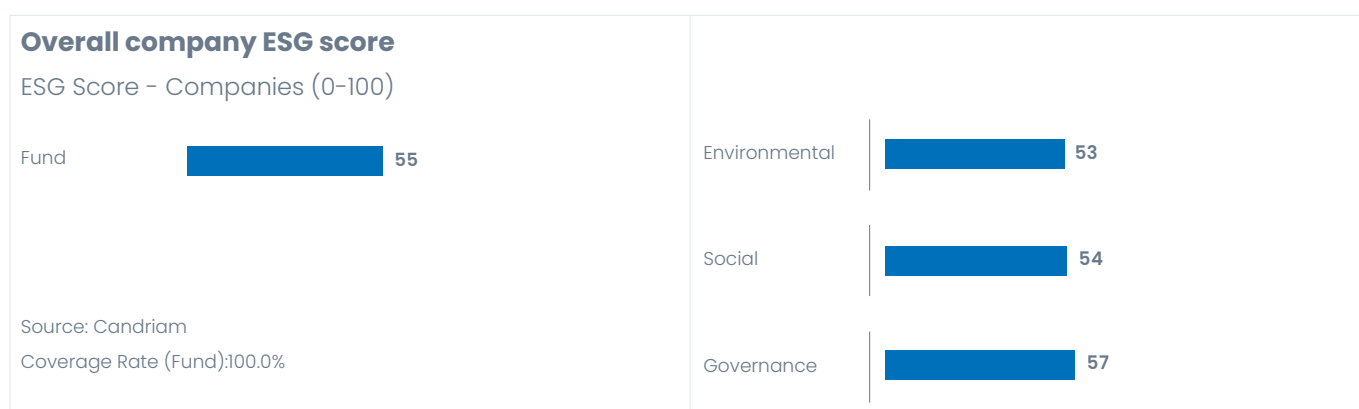 Overall company ESG score
ESG Score - Companies (0-100)
Fund 55
Source: Candriam
Coverage Rate (Fund):100.0%
Environmental 53
Social 54
Governance 57